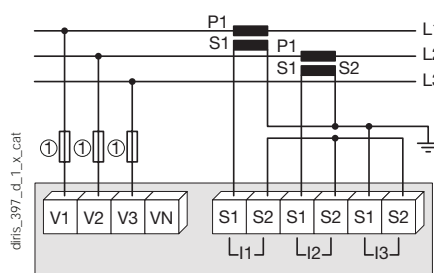 P1
L1
S1
P1
L2
S1 S2
L3
① ① ①
diris_397_d_1_x_cat
V1 V2 V3 VN S1 S2 S1 S2 S1 S2
I1 I2 I3